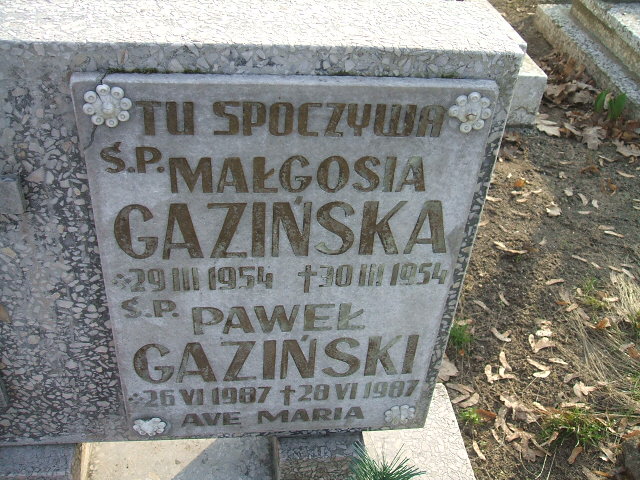 TU SPOCZYWA
Ś.P. MAŁGOSIA
GAZIŃSKA
*29 III 1954 †30 III 1954
Ś.P. PAWEŁ
GAZIŃSKI
*26 VI 1987 †28 VI 1987
AVE MARIA